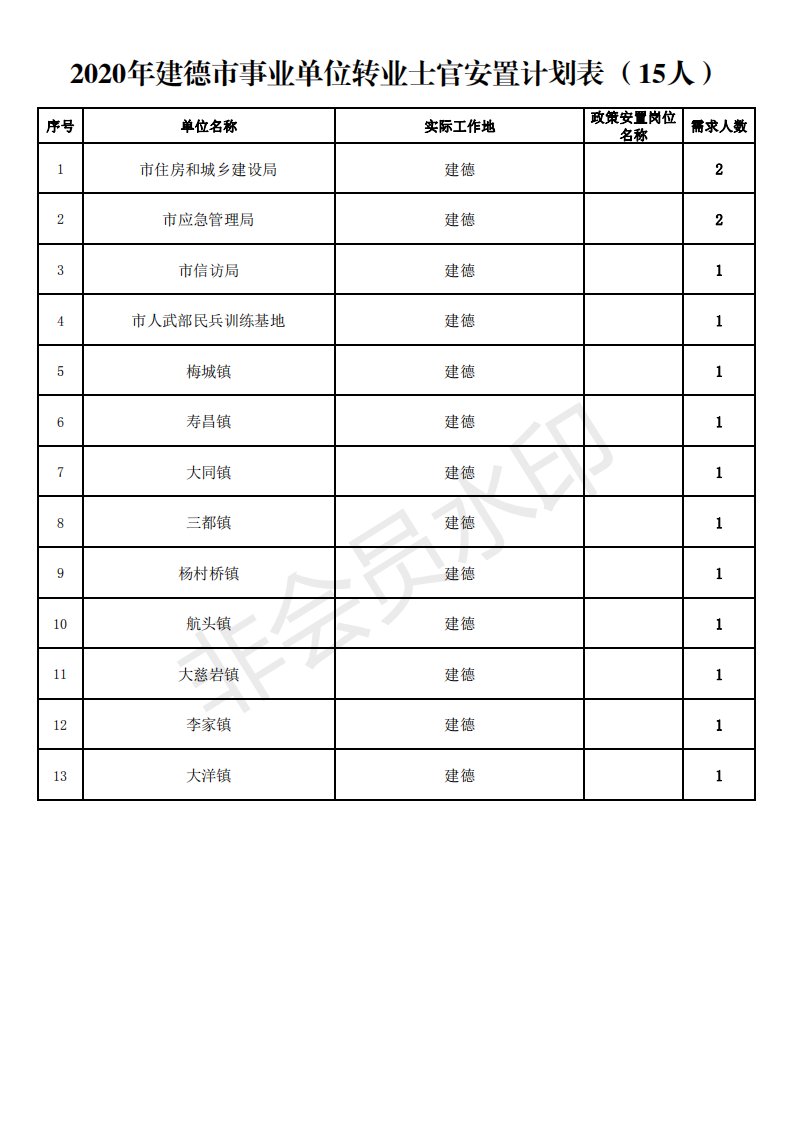 2020年建德市事业单位转业士官安置计划表（15人）
序号 单位名称 实际工作地 政策安置岗位名称 需求人数
1 市住房和城乡建设局 建德 2
2 市应急管理局 建德 2
3 市信访局 建德 1
4 市人武部民兵训练基地 建德 1
5 梅城镇 建德 1
6 寿昌镇 建德 1
7 大同镇 建德 1
8 三都镇 建德 1
9 杨村桥镇 建德 1
10 航头镇 建德 1
11 大慈岩镇 建德 1
12 李家镇 建德 1
13 大洋镇 建德 1
非会员水印